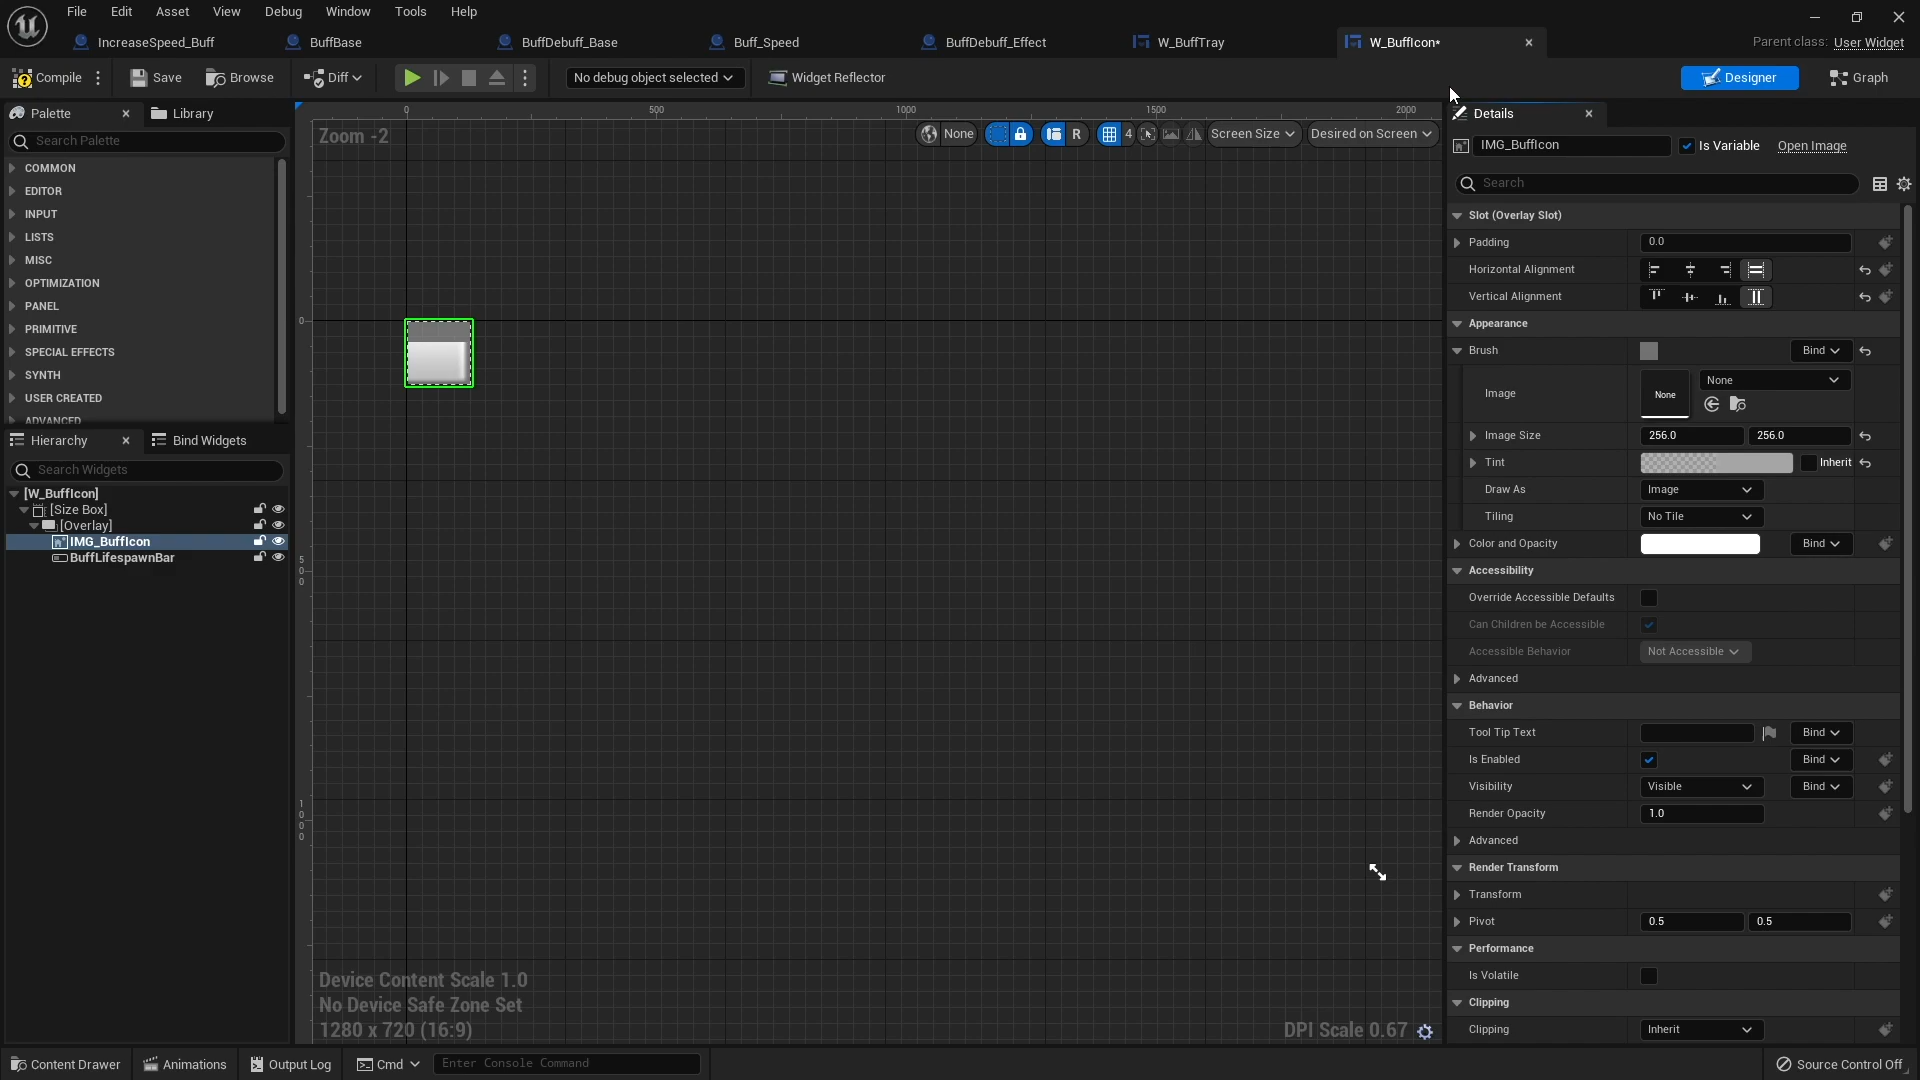 File Edit Asset View Debug Window Tools Help
IncreaseSpeed_Buff BuffBase BuffDebuff_Base Buff_Speed BuffDebuff_Effect W_BuffTray W_BuffIcon* Parent class: User Widget
Compile Save Browse Diff No debug object selected Widget Reflector Designer Graph
Palette Library
Search Palette
COMMON
EDITOR
INPUT
LISTS
MISC
OPTIMIZATION
PANEL
PRIMITIVE
SPECIAL EFFECTS
SYNTH
USER CREATED
ADVANCED
Hierarchy Bind Widgets
Search Widgets
[W_BuffIcon]
[Size Box]
[Overlay]
IMG_BuffIcon
BuffLifespawnBar
0 500 1000 1500 2000
Zoom -2 None R 4 Screen Size Desired on Screen
0
5
0
0
1
0
0
0
Device Content Scale 1.0
No Device Safe Zone Set
1280 x 720 (16:9)
DPI Scale 0.67
Details
IMG_BuffIcon Is Variable Open Image
Search
Slot (Overlay Slot)
Padding 0.0
Horizontal Alignment
Vertical Alignment
Appearance
Brush Bind
Image None None
Image Size 256.0 256.0
Tint Inherit
Draw As Image
Tiling No Tile
Color and Opacity Bind
Accessibility
Override Accessible Defaults
Can Children be Accessible
Accessible Behavior Not Accessible
Advanced
Behavior
Tool Tip Text Bind
Is Enabled Bind
Visibility Visible Bind
Render Opacity 1.0
Advanced
Render Transform
Transform
Pivot 0.5 0.5
Performance
Is Volatile
Clipping
Clipping Inherit
Content Drawer Animations Output Log Cmd Enter Console Command Source Control Off